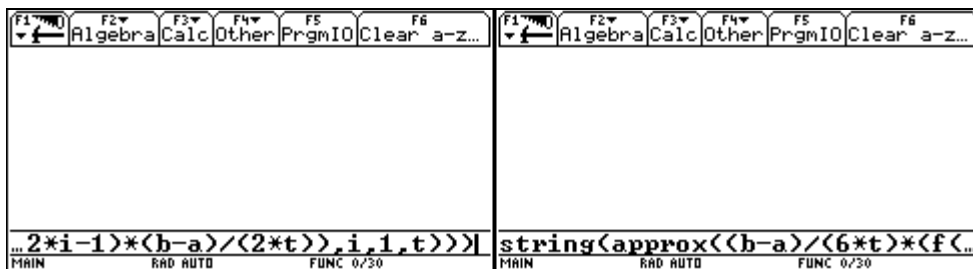 F1 F2 F3 F4 F5 F6
Algebra Calc Other PrgmIO Clear a-z…
…2*i-1)*(b-a)/(2*t)),i,1,t)))
MAIN RAD AUTO FUNC 0/30
F1 F2 F3 F4 F5 F6
Algebra Calc Other PrgmIO Clear a-z…
string(approx((b-a)/(6*t)*(f(…
MAIN RAD AUTO FUNC 0/30